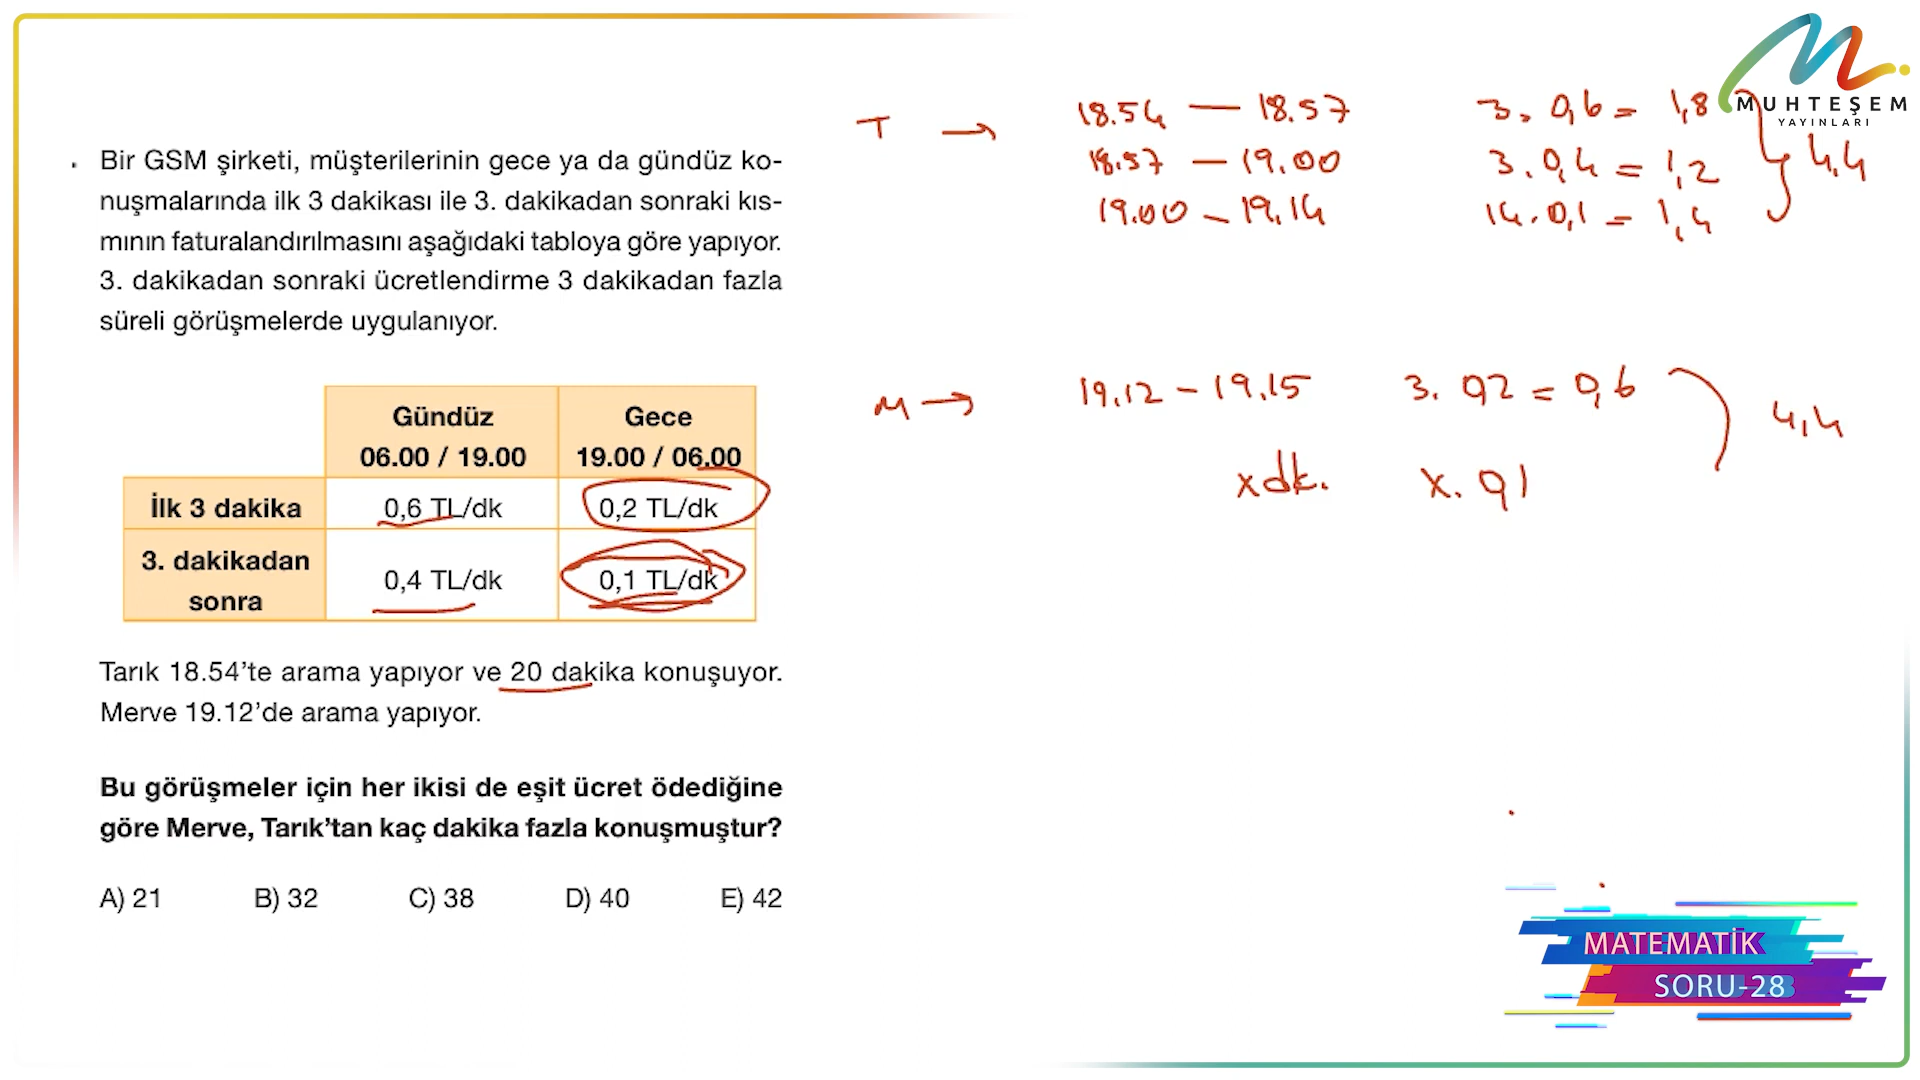 MUHTEŞEM
YAYINLARI
. Bir GSM şirketi, müşterilerinin gece ya da gündüz ko-
nuşmalarında ilk 3 dakikası ile 3. dakikadan sonraki kıs-
mının faturalandırılmasını aşağıdaki tabloya göre yapıyor.
3. dakikadan sonraki ücretlendirme 3 dakikadan fazla
süreli görüşmelerde uygulanıyor.
Gündüz Gece
06.00 / 19.00 19.00 / 06.00
İlk 3 dakika 0,6 TL/dk 0,2 TL/dk
3. dakikadan
sonra 0,4 TL/dk 0,1 TL/dk
Tarık 18.54’te arama yapıyor ve 20 dakika konuşuyor.
Merve 19.12’de arama yapıyor.
Bu görüşmeler için her ikisi de eşit ücret ödediğine
göre Merve, Tarık’tan kaç dakika fazla konuşmuştur?
A) 21 B) 32 C) 38 D) 40 E) 42
T → 18.54 — 18.57 3. 0,6 = 1,8
18.57 — 19.00 3. 0,4 = 1,2 4,4
19.00 - 19.14 14. 0,1 = 1,4
M → 19.12 - 19.15 3. 0,2 = 0,6 4,4
x dk. x. 0,1
MATEMATİK
SORU-28